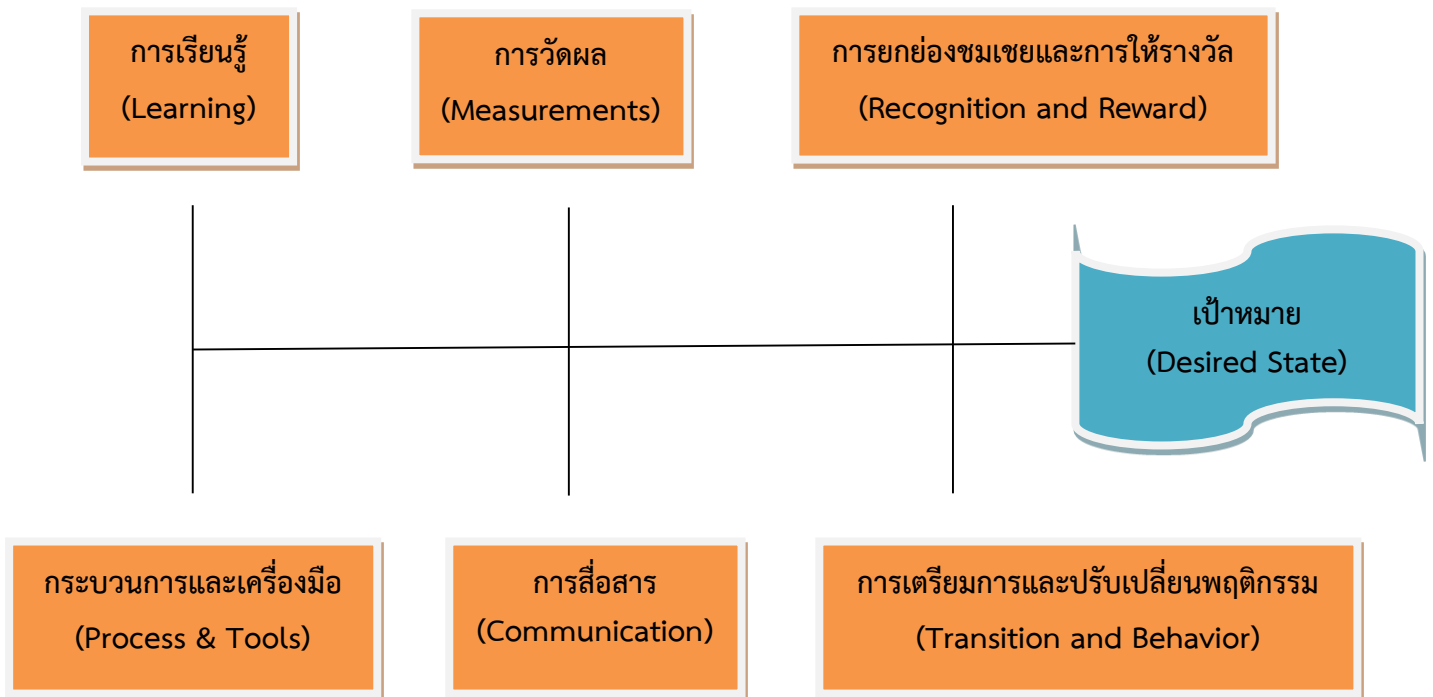 การเรียนรู้
(Learning)
การวัดผล
(Measurements)
การยกย่องชมเชยและการให้รางวัล
(Recognition and Reward)
เป้าหมาย
(Desired State)
กระบวนการและเครื่องมือ
(Process & Tools)
การสื่อสาร
(Communication)
การเตรียมการและปรับเปลี่ยนพฤติกรรม
(Transition and Behavior)